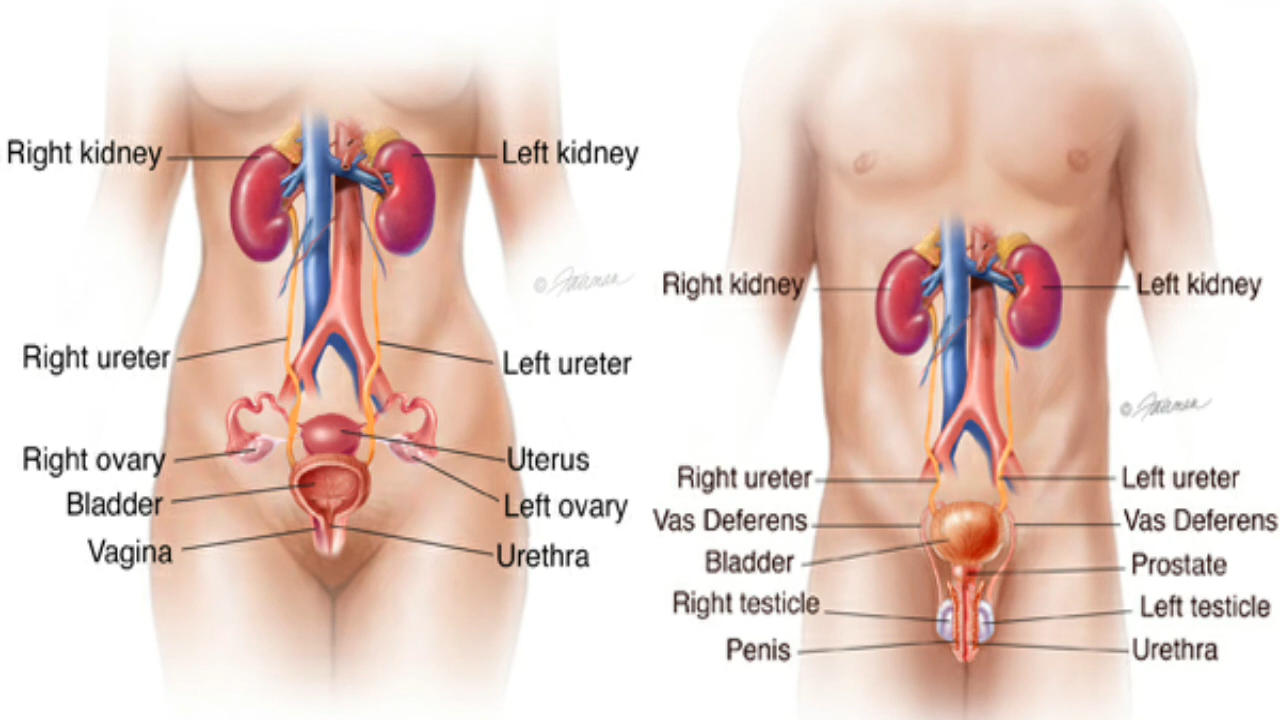 Right kidney
Left kidney
Right ureter
Left ureter
Right ovary
Uterus
Bladder
Left ovary
Vagina
Urethra
Right kidney
Left kidney
Right ureter
Left ureter
Vas Deferens
Vas Deferens
Bladder
Prostate
Right testicle
Left testicle
Penis
Urethra